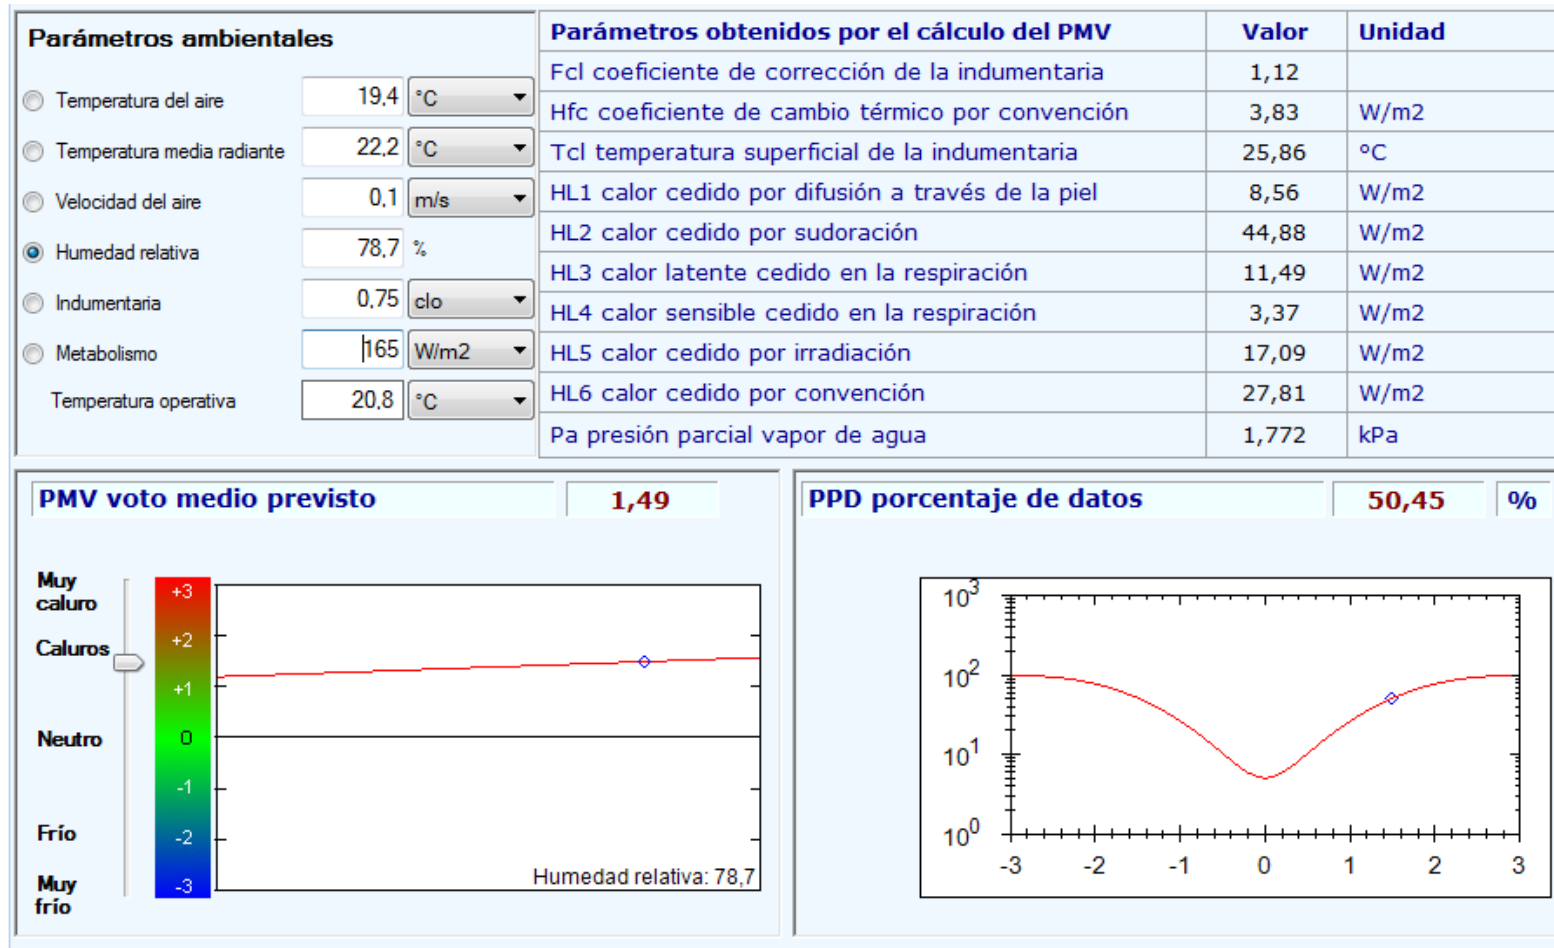 Parámetros ambientales
Temperatura del aire 19,4 °C
Temperatura media radiante 22,2 °C
Velocidad del aire 0,1 m/s
Humedad relativa 78,7 %
Indumentaria 0,75 clo
Metabolismo 165 W/m2
Temperatura operativa 20,8 °C
Parámetros obtenidos por el cálculo del PMV Valor Unidad
Fcl coeficiente de corrección de la indumentaria 1,12
Hfc coeficiente de cambio térmico por convención 3,83 W/m2
Tcl temperatura superficial de la indumentaria 25,86 °C
HL1 calor cedido por difusión a través de la piel 8,56 W/m2
HL2 calor cedido por sudoración 44,88 W/m2
HL3 calor latente cedido en la respiración 11,49 W/m2
HL4 calor sensible cedido en la respiración 3,37 W/m2
HL5 calor cedido por irradiación 17,09 W/m2
HL6 calor cedido por convención 27,81 W/m2
Pa presión parcial vapor de agua 1,772 kPa
PMV voto medio previsto 1,49
Muy
caluro
Caluros
Neutro
Frío
Muy
frío
+3
+2
+1
0
-1
-2
-3
Humedad relativa: 78,7
PPD porcentaje de datos 50,45 %
10³
10²
10¹
10⁰
-3 -2 -1 0 1 2 3